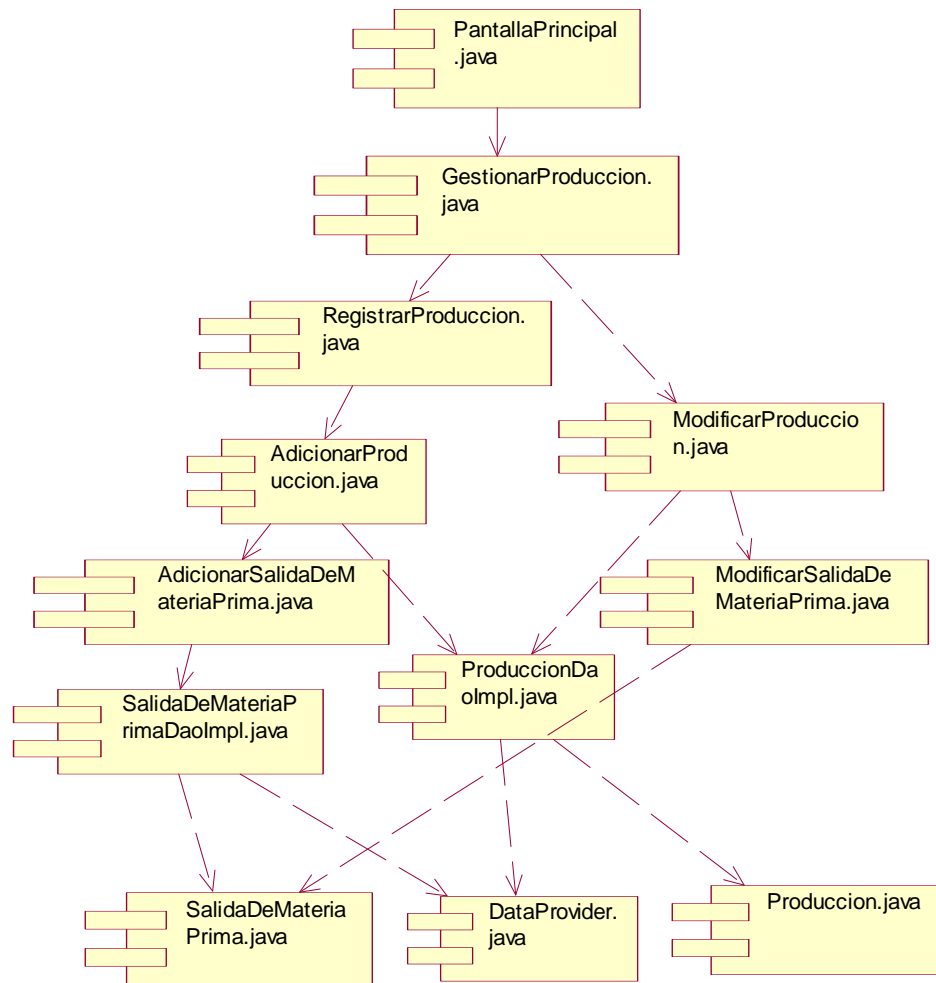 PantallaPrincipal
.java
GestionarProduccion.
java
RegistrarProduccion.
java
ModificarProduccio
n.java
AdicionarProd
uccion.java
AdicionarSalidaDeM
ateriaPrima.java
ModificarSalidaDe
MateriaPrima.java
ProduccionDa
oImpl.java
SalidaDeMateriaP
rimaDaoImpl.java
SalidaDeMateria
Prima.java
DataProvider.
java
Produccion.java